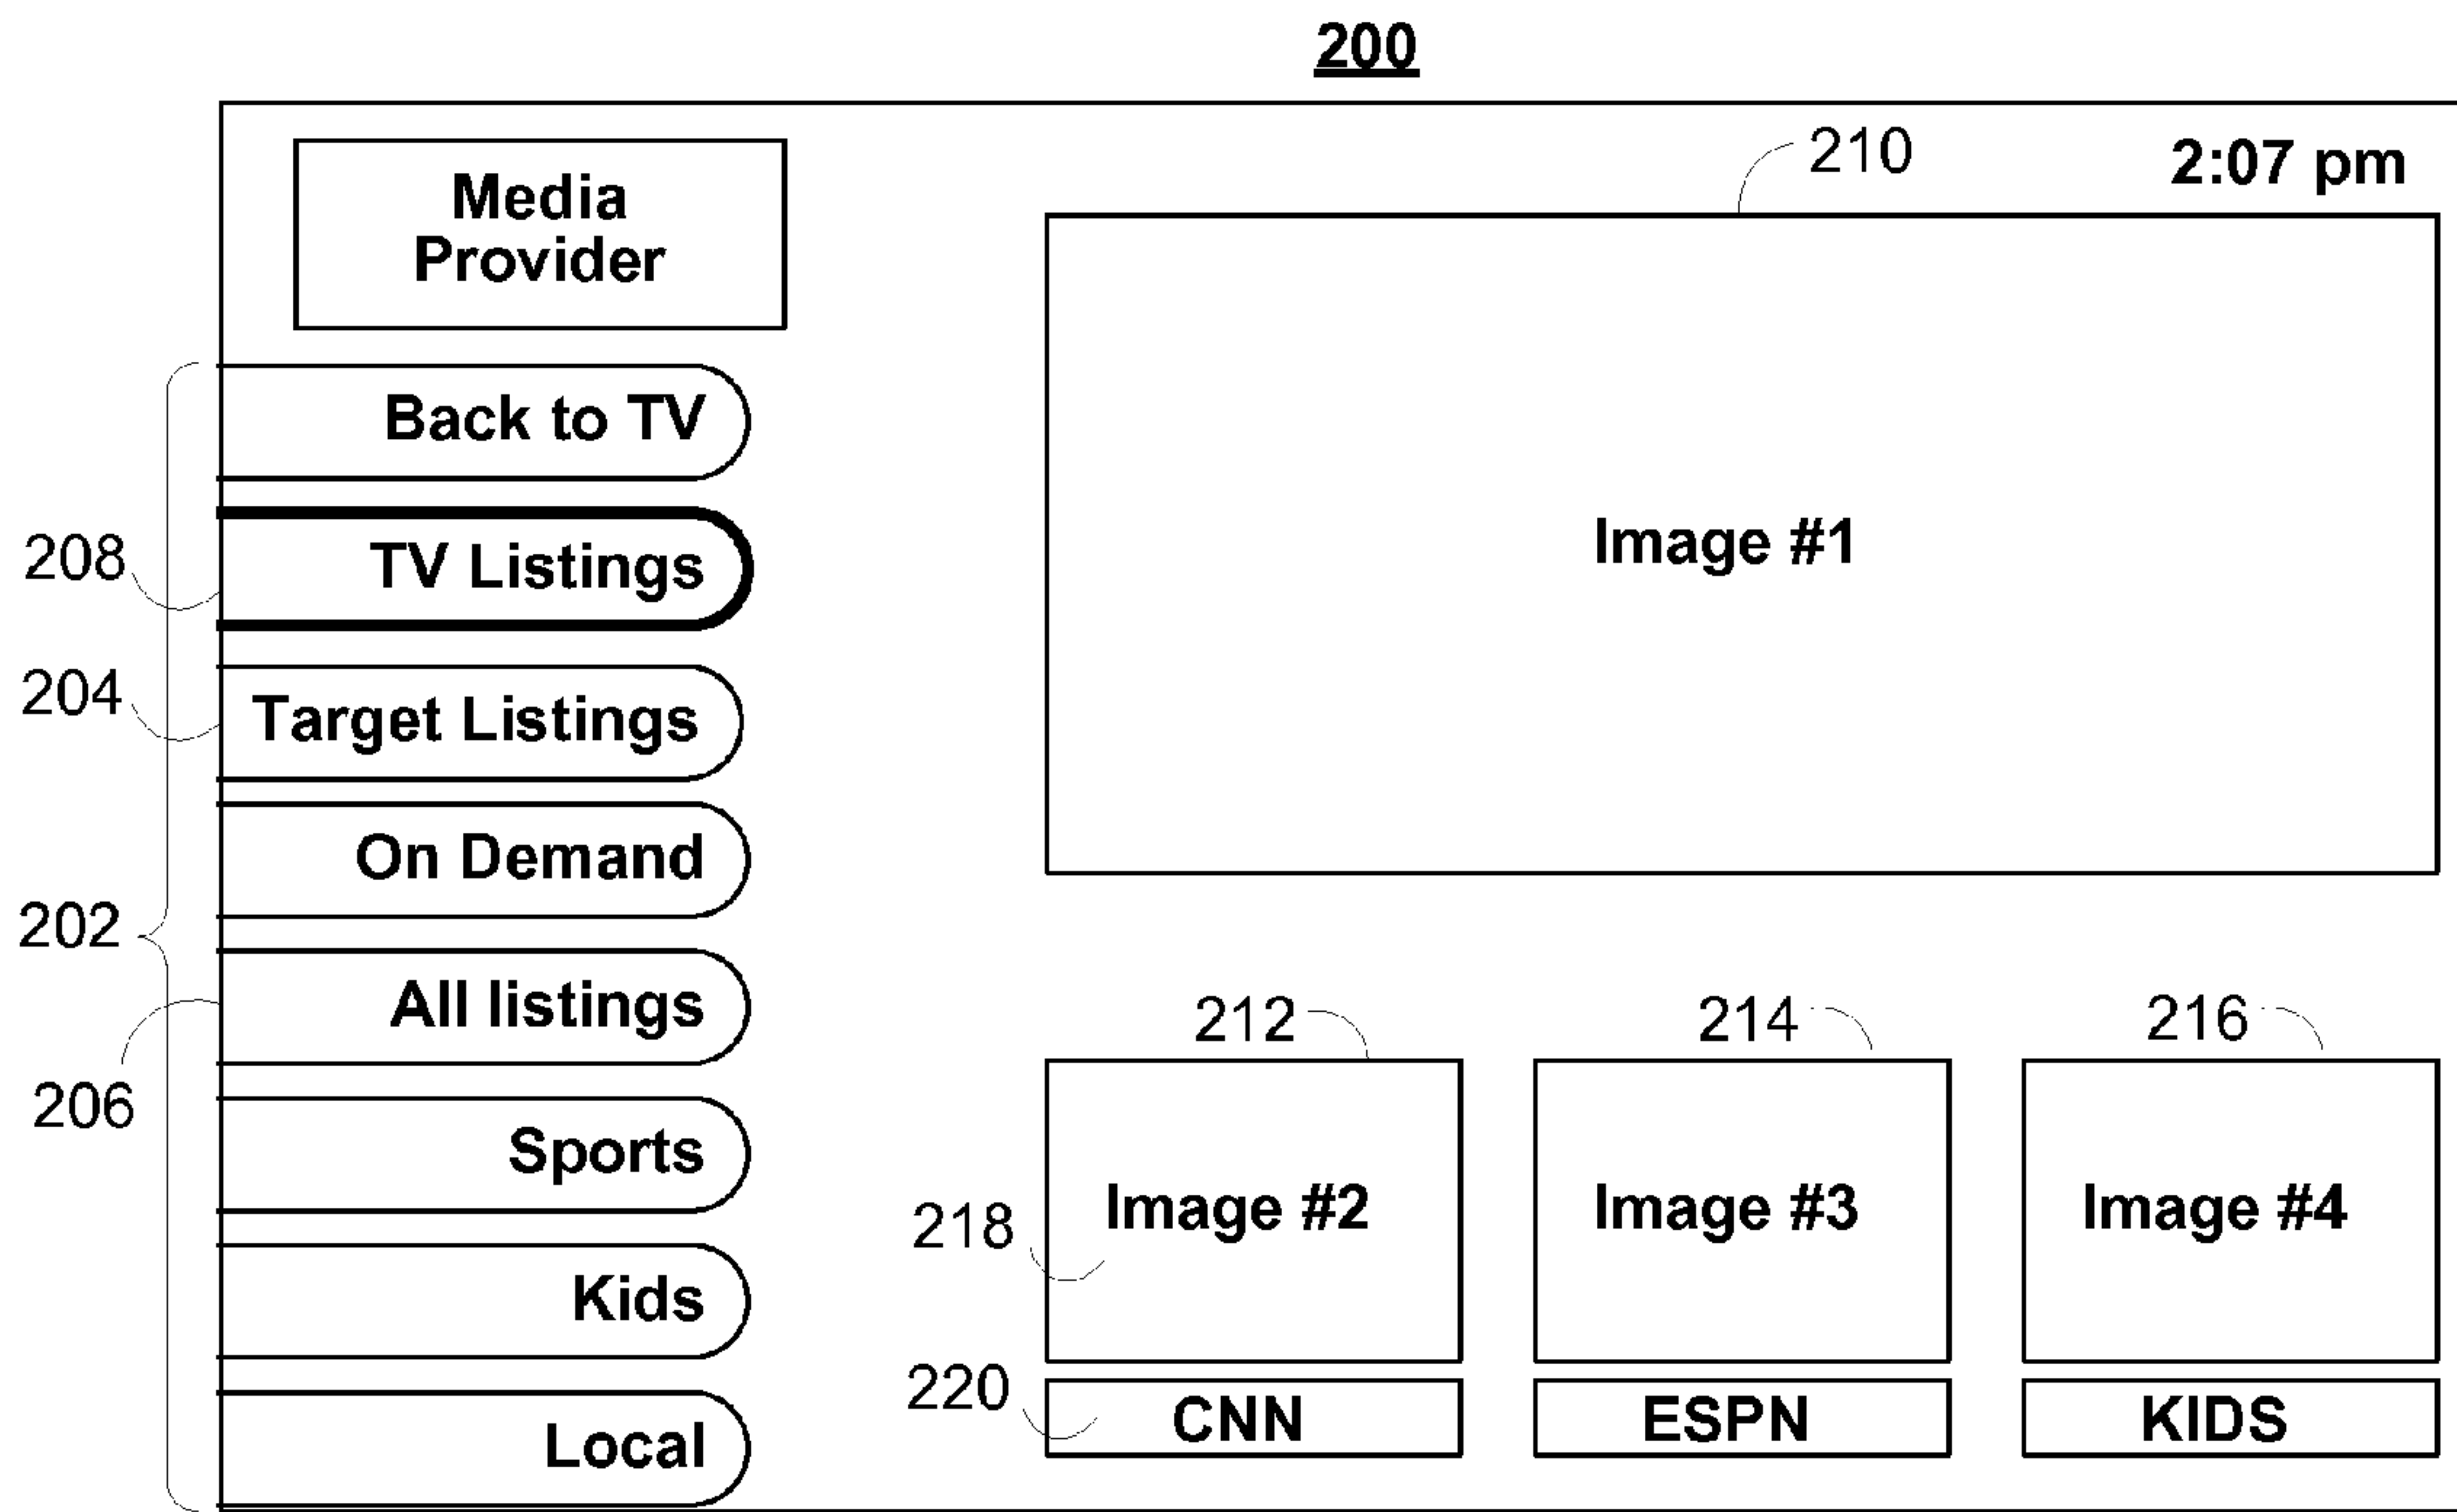 200
210
2:07 pm
Media
Provider
Back to TV
208
TV Listings
Image #1
204
Target Listings
On Demand
202
All listings
206
212
214
216
Sports
218
Image #2
Image #3
Image #4
Kids
220
CNN
ESPN
KIDS
Local